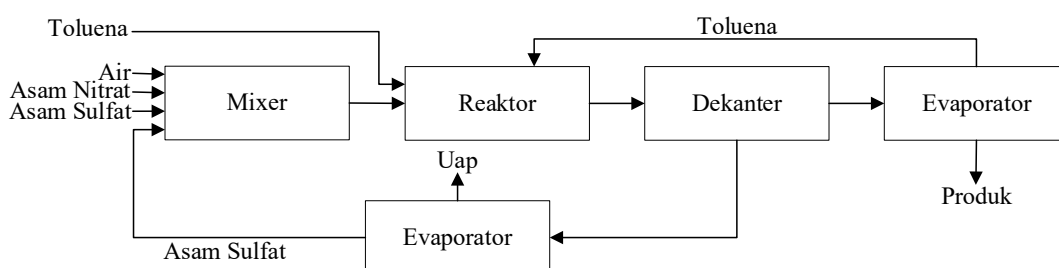 Toluena
Toluena
Air
Asam Nitrat
Asam Sulfat
Mixer
Reaktor
Dekanter
Evaporator
Uap
Produk
Asam Sulfat
Evaporator